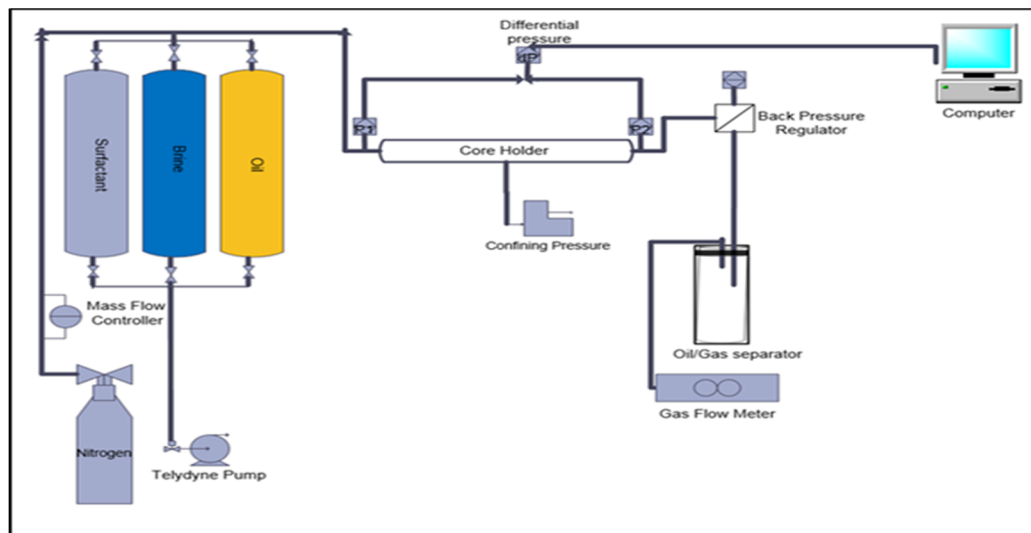 Differential
pressure
dP
Computer
P1
P2
Back Pressure
Regulator
Core Holder
Surfactant
Brine
Oil
Confining Pressure
Mass Flow
Controller
Oil/Gas separator
Gas Flow Meter
Nitrogen
Telydyne Pump